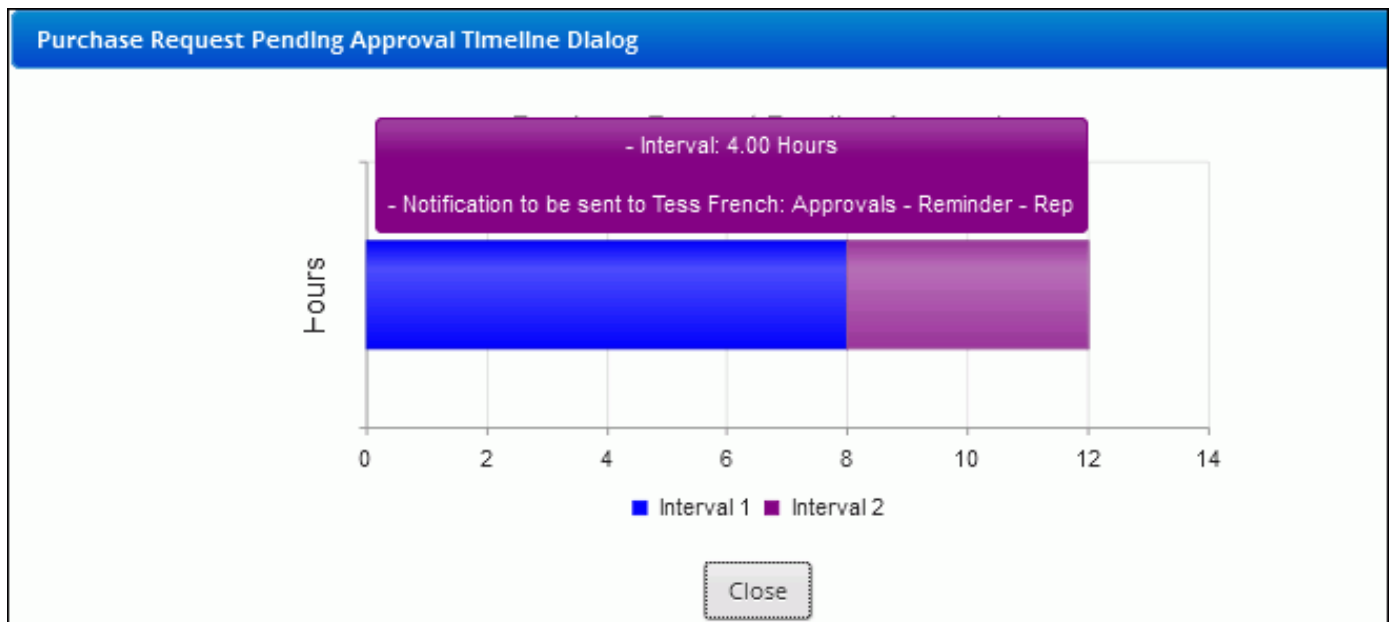 Purchase Request Pending Approval Timeline Dialog
- Interval: 4.00 Hours
- Notification to be sent to Tess French: Approvals - Reminder - Rep
Hours
0 2 4 6 8 10 12 14
Interval 1 Interval 2
Close